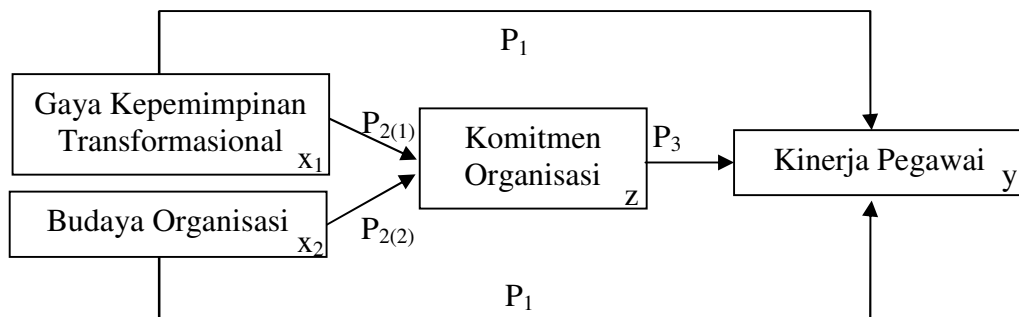 P1
Gaya Kepemimpinan
Transformasional
x1
P2(1)
Komitmen
Organisasi
z
P3
Kinerja Pegawai
y
Budaya Organisasi
x2
P2(2)
P1